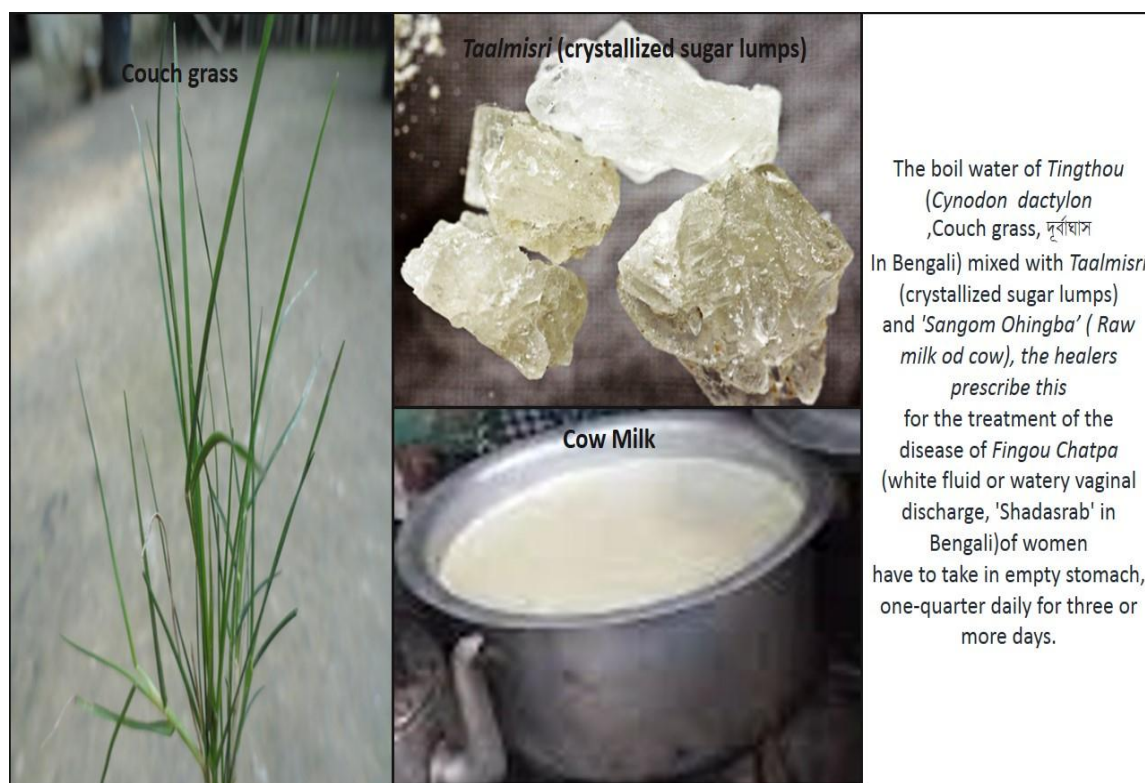 Couch grass
Taalmisri (crystallized sugar lumps)
Cow Milk
The boil water of Tingthou
(Cynodon dactylon
,Couch grass, দূর্বাঘাস
In Bengali) mixed with Taalmisri
(crystallized sugar lumps)
and 'Sangom Ohingba’ ( Raw
milk od cow), the healers
prescribe this
for the treatment of the
disease of Fingou Chatpa
(white fluid or watery vaginal
discharge, 'Shadasrab' in
Bengali)of women
have to take in empty stomach,
one-quarter daily for three or
more days.